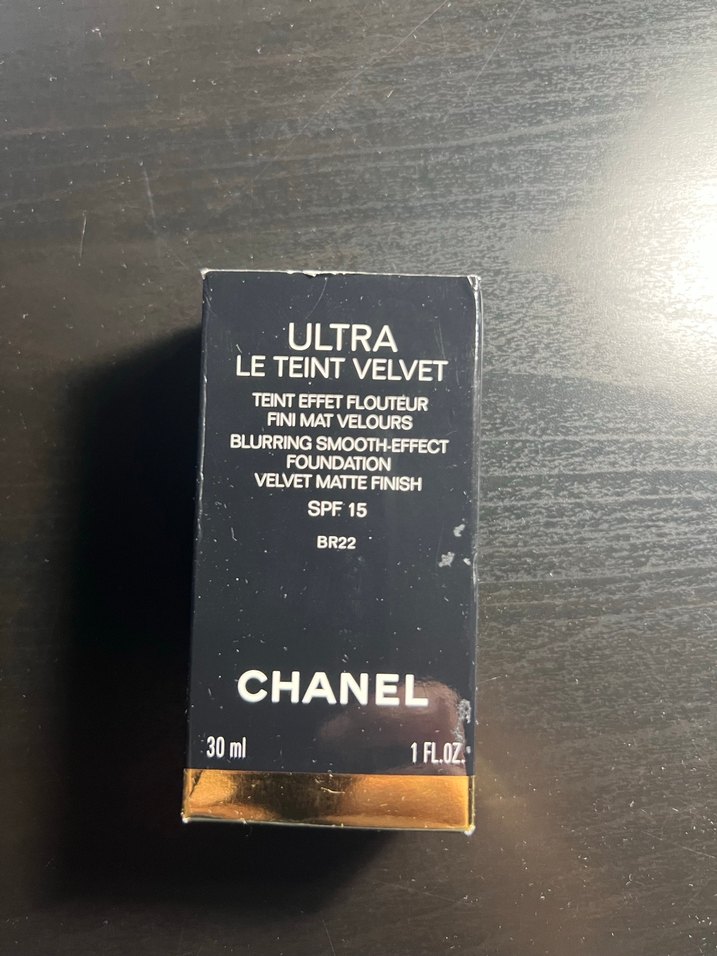 ULTRA
LE TEINT VELVET
TEINT EFFET FLOUTEUR
FINI MAT VELOURS
BLURRING SMOOTH-EFFECT
FOUNDATION
VELVET MATTE FINISH
SPF 15
BR22
CHANEL
30 ml 1 FL.OZ.